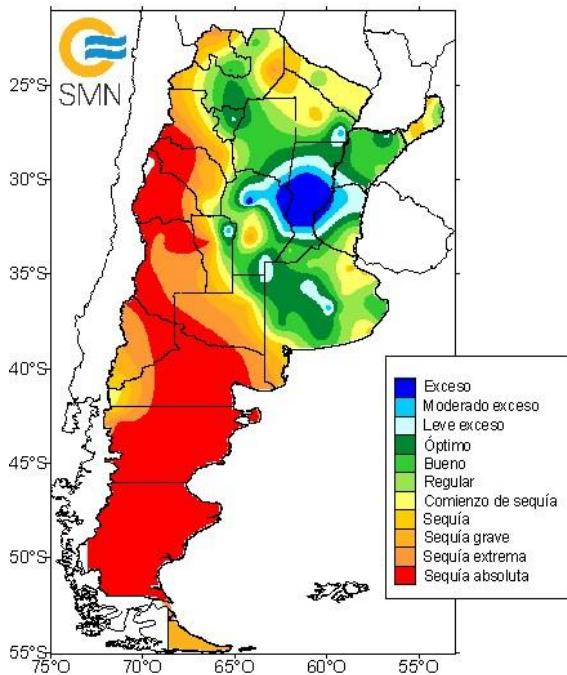 SMN
25°S
30°S
35°S
40°S
45°S
50°S
55°S
75°O
70°O
65°O
60°O
55°O
Exceso
Moderado exceso
Leve exceso
Óptimo
Bueno
Regular
Comienzo de sequía
Sequía
Sequía grave
Sequía extrema
Sequía absoluta